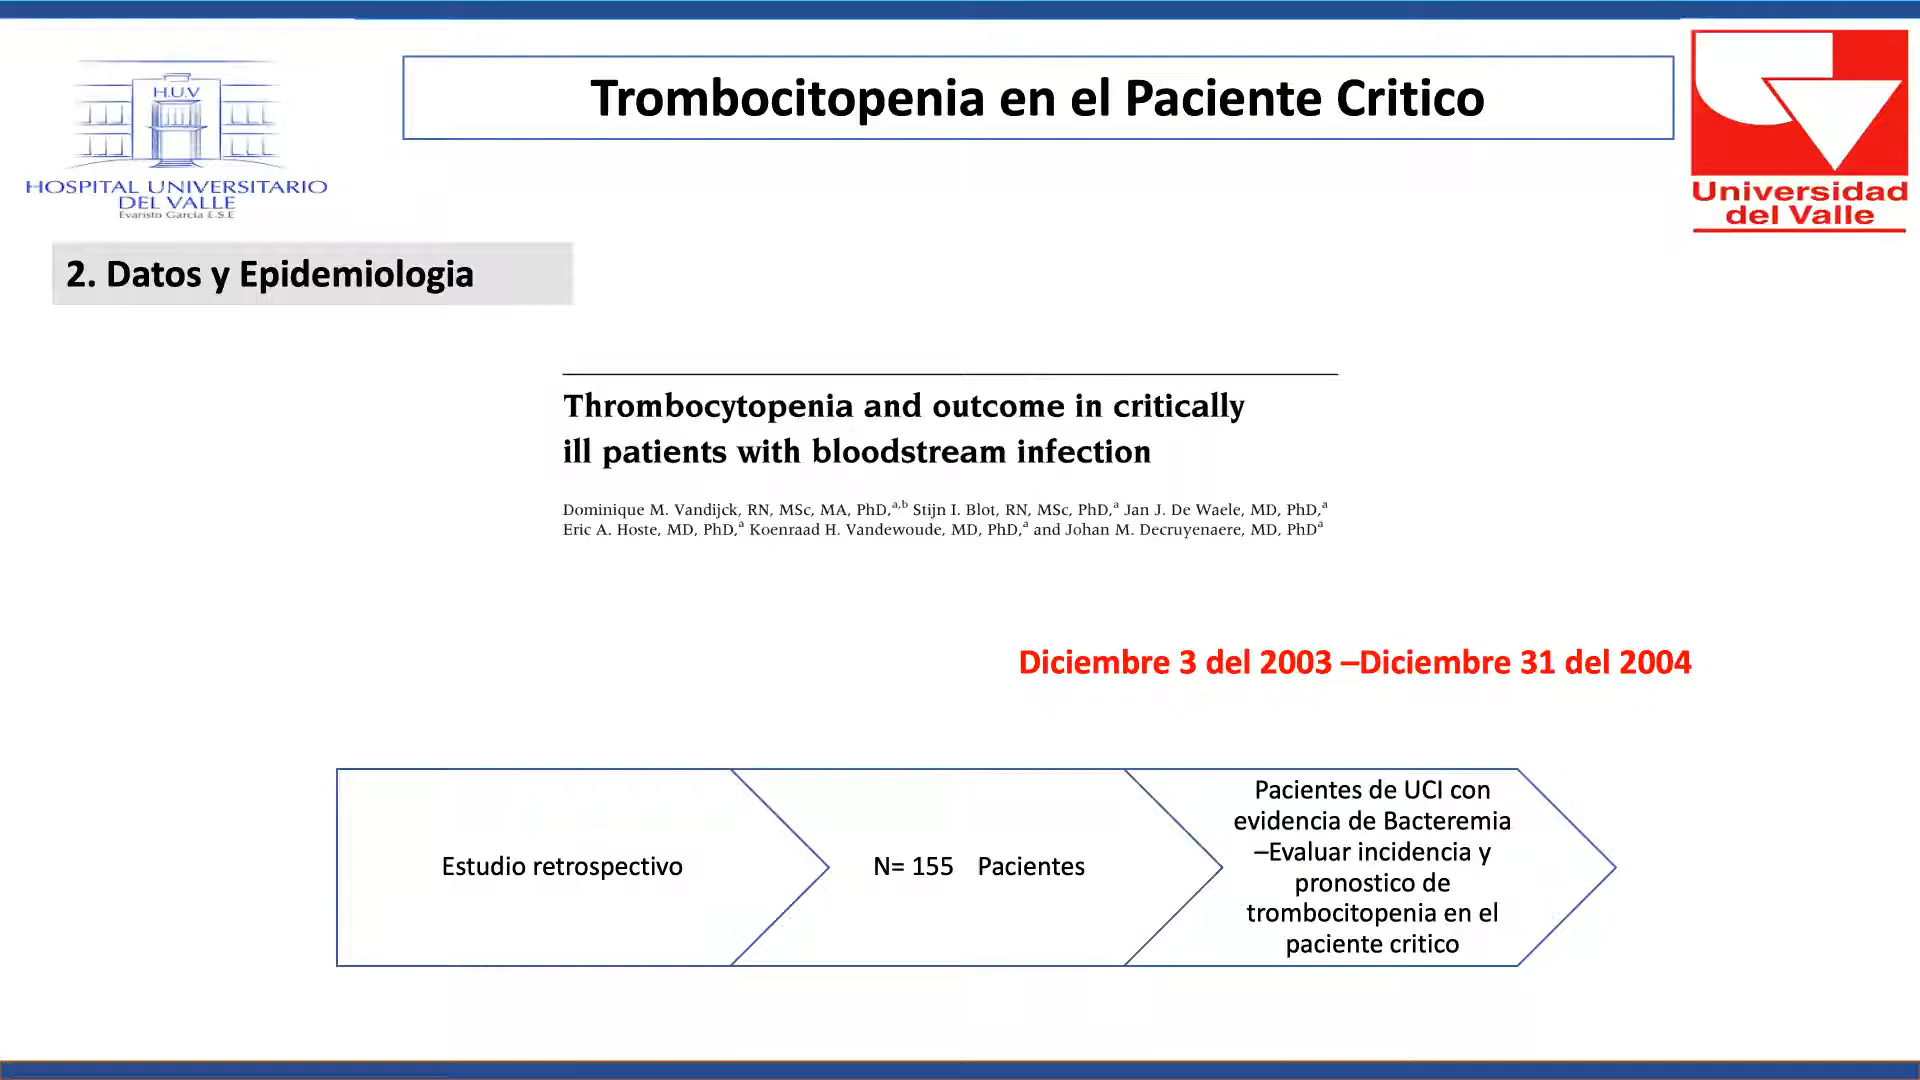 H.U.V
HOSPITAL UNIVERSITARIO
DEL VALLE
Evaristo Garcia E.S.E
Trombocitopenia en el Paciente Critico
Universidad
del Valle
2. Datos y Epidemiologia
Thrombocytopenia and outcome in critically
ill patients with bloodstream infection
Dominique M. Vandijck, RN, MSc, MA, PhD,a,b Stijn I. Blot, RN, MSc, PhD,a Jan J. De Waele, MD, PhD,a
Eric A. Hoste, MD, PhD,a Koenraad H. Vandewoude, MD, PhD,a and Johan M. Decruyenaere, MD, PhDa
Diciembre 3 del 2003 –Diciembre 31 del 2004
Estudio retrospectivo
N= 155 Pacientes
Pacientes de UCI con
evidencia de Bacteremia
–Evaluar incidencia y
pronostico de
trombocitopenia en el
paciente critico